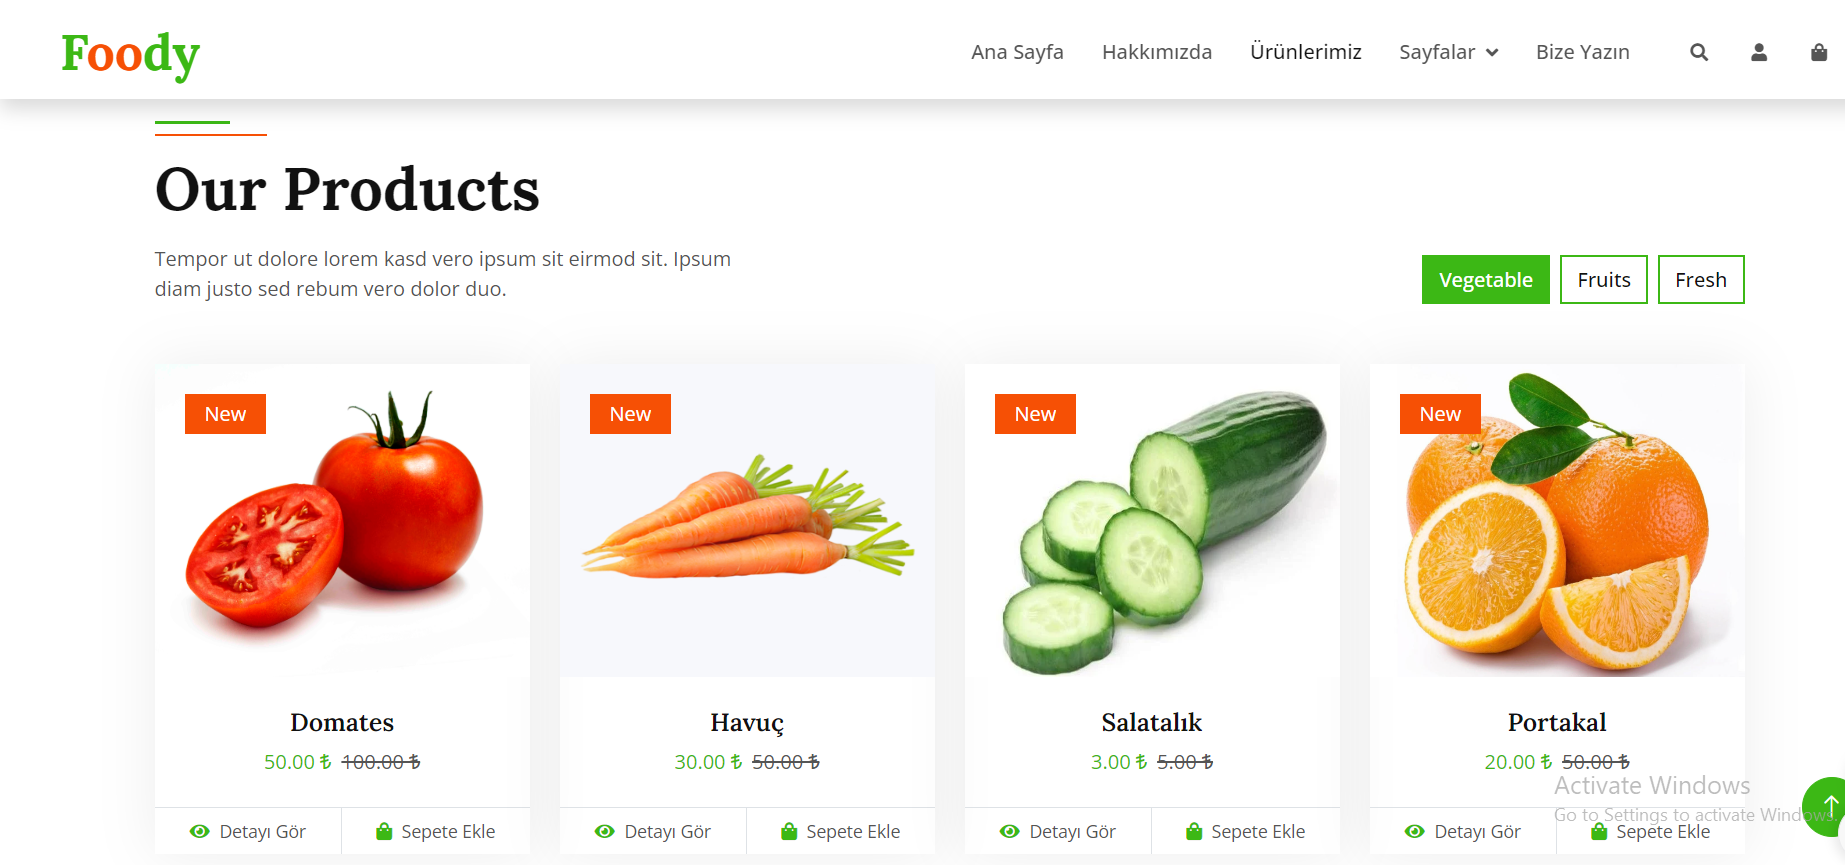 Foody
Ana Sayfa Hakkımızda Ürünlerimiz Sayfalar Bize Yazın
Our Products
Tempor ut dolore lorem kasd vero ipsum sit eirmod sit. Ipsum
diam justo sed rebum vero dolor duo.
Vegetable Fruits Fresh
New New New New
Domates Havuç Salatalık Portakal
50.00 ₺ 100.00 ₺ 30.00 ₺ 50.00 ₺ 3.00 ₺ 5.00 ₺ 20.00 ₺ 50.00 ₺
Activate Windows
Go to Settings to activate Windows.
Detayı Gör Sepete Ekle Detayı Gör Sepete Ekle Detayı Gör Sepete Ekle Detayı Gör Sepete Ekle